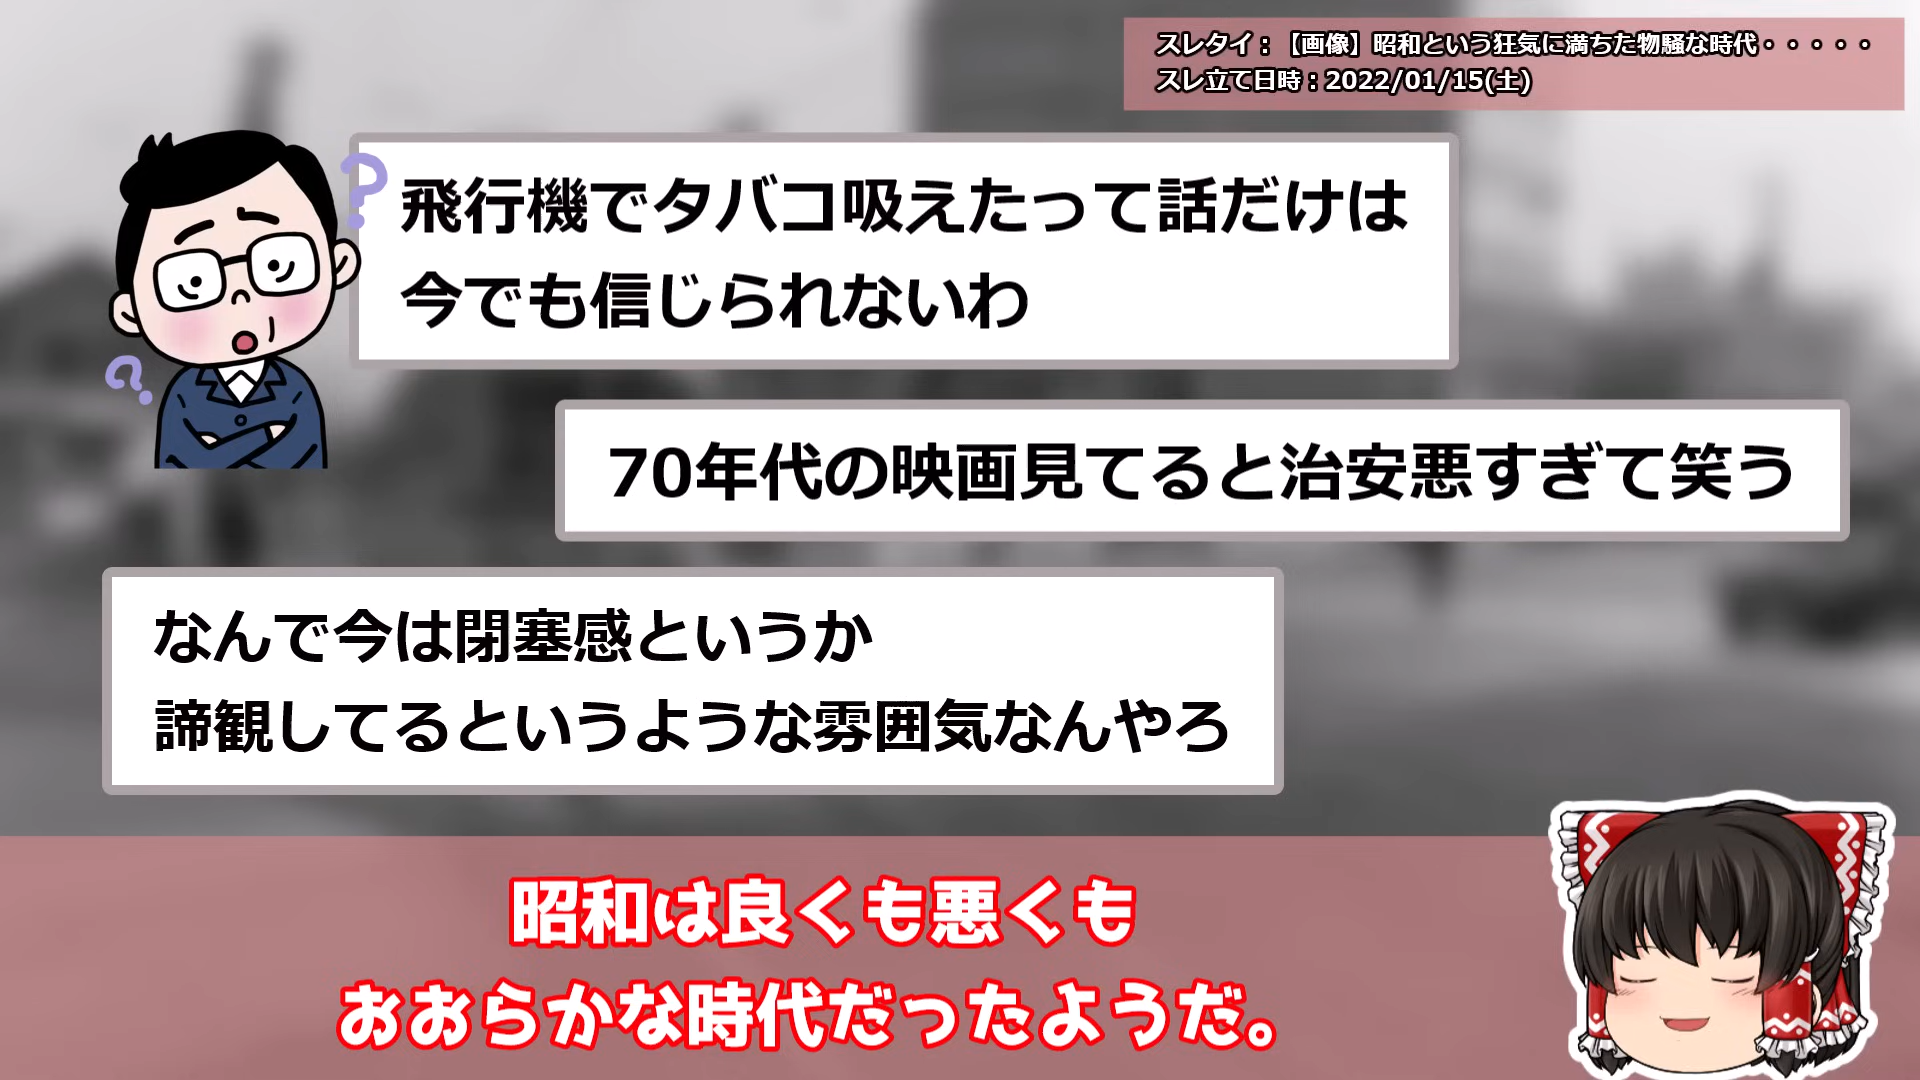 スレタイ：【画像】昭和という狂気に満ちた物騒な時代・・・・・
スレ立て日時：2022/01/15(土)
飛行機でタバコ吸えたって話だけは
今でも信じられないわ
70年代の映画見てると治安悪すぎて笑う
なんで今は閉塞感というか
諦観してるというような雰囲気なんやろ
昭和は良くも悪くも
おおらかな時代だったようだ。